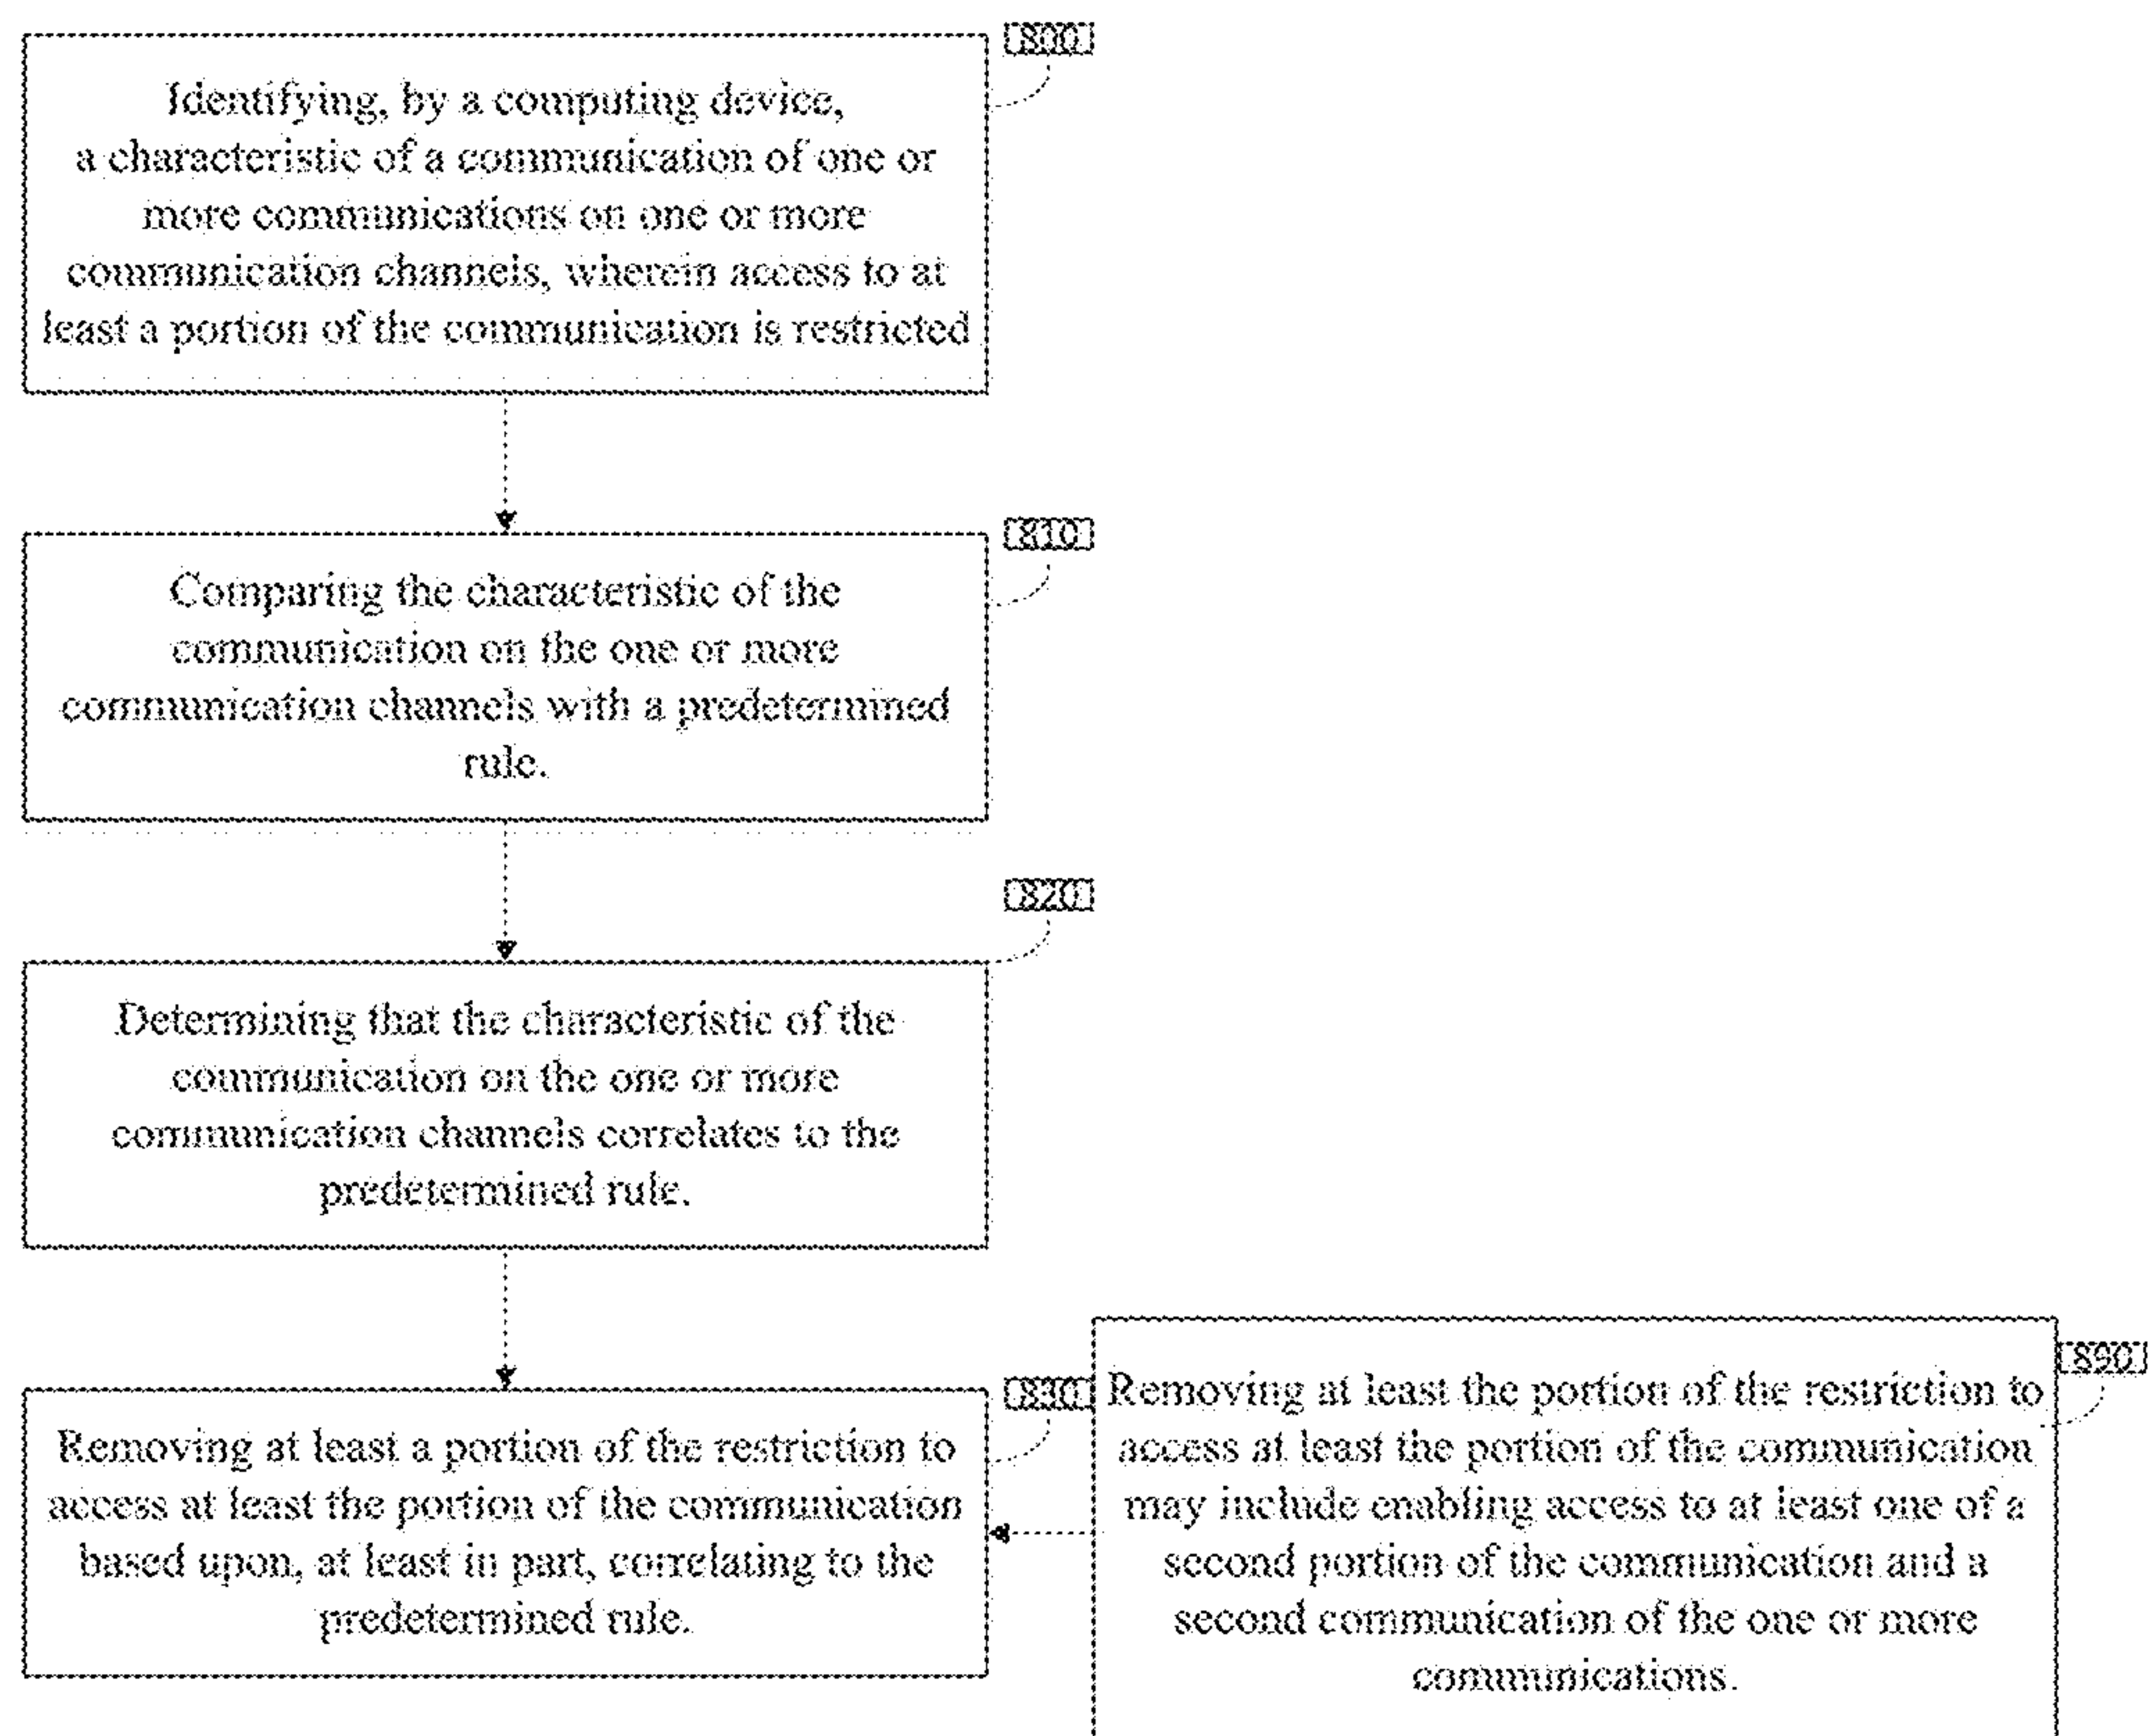 800
Identifying, by a computing device,
a characteristic of a communication of one or
more communications on one or more
communication channels, wherein access to at
least a portion of the communication is restricted
810
Comparing the characteristic of the
communication on the one or more
communication channels with a predetermined
rule.
820
Determining that the characteristic of the
communication on the one or more
communication channels correlates to the
predetermined rule.
830
Removing at least a portion of the restriction to
access at least the portion of the communication
based upon, at least in part, correlating to the
predetermined rule.
Removing at least the portion of the restriction to
access at least the portion of the communication
may include enabling access to at least one of a
second portion of the communication and a
second communication of the one or more
communications.